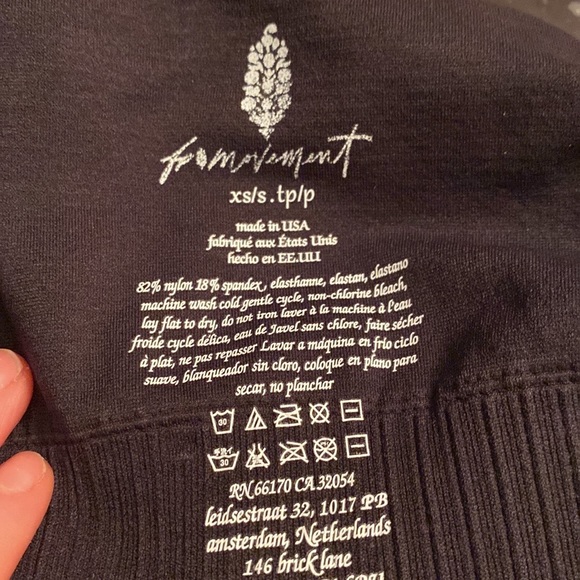 fp movement
xs/s.tp/p
made in USA
fabriqué aux États Unis
hecho en EE.UU
82% nylon 18% spandex, elasthanne, elastan, elastano
machine wash cold gentle cycle, non-chlorine bleach,
lay flat to dry, do not iron laver à la machine à l'eau
froide cycle délica, eau de Javel sans chlore, faire sécher
à plat, ne pas repasser Lavar a máquina en frío ciclo
suave, blanqueador sin cloro, coloque en plano para
secar, no planchar
30
30
RN 66170 CA 32054
leidsestraat 32, 1017 PB
amsterdam, Netherlands
146 brick lane